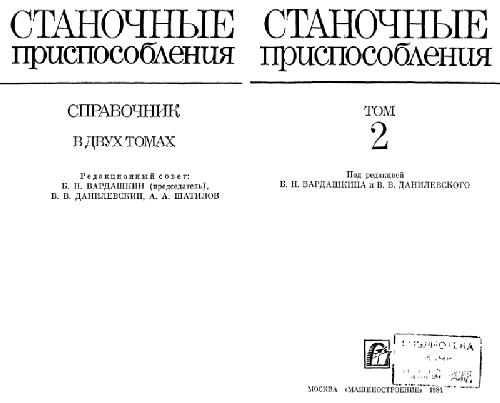 СТАНОЧНЫЕ
приспособления
СПРАВОЧНИК
В ДВУХ ТОМАХ
Редакционный совет:
Б. Н. ВАРДАШКИН (председатель),
В. В. ДАНИЛЕВСКИЙ, А. А. ШАТИЛОВ
СТАНОЧНЫЕ
приспособления
ТОМ
2
Под редакцией
Б. Н. ВАРДАШКИНА и В. В. ДАНИЛЕВСКОГО
БИБЛИОТЕКА
МОСКВА «МАШИНОСТРОЕНИЕ» 1984